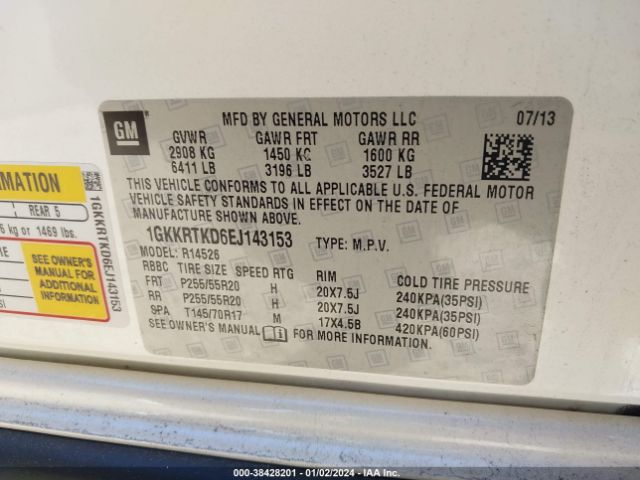 GM
MFD BY GENERAL MOTORS LLC 07/13
GVWR GAWR FRT GAWR RR
2908 KG 1450 KG 1600 KG
6411 LB 3196 LB 3527 LB
THIS VEHICLE CONFORMS TO ALL APPLICABLE U.S. FEDERAL MOTOR
VEHICLE SAFETY STANDARDS IN EFFECT ON THE DATE OF
MANUFACTURE SHOWN ABOVE.
1GKKRTKD6EJ143153 TYPE: M.P.V.
MODEL: R14526
RBBC TIRE SIZE SPEED RTG RIM COLD TIRE PRESSURE
FRT P255/55R20 H 20X7.5J 240KPA(35PSI)
RR P255/55R20 H 20X7.5J 240KPA(35PSI)
SPA T145/70R17 M 17X4.5B 420KPA(60PSI)
SEE OWNER'S MANUAL FOR MORE INFORMATION.
REAR 5
kg or 1469 lbs.
SEE OWNER'S
MANUAL FOR
ADDITIONAL
INFORMATION
1GKKRTKD6EJ143153
000-38428201 - 01/02/2024 - IAA Inc.